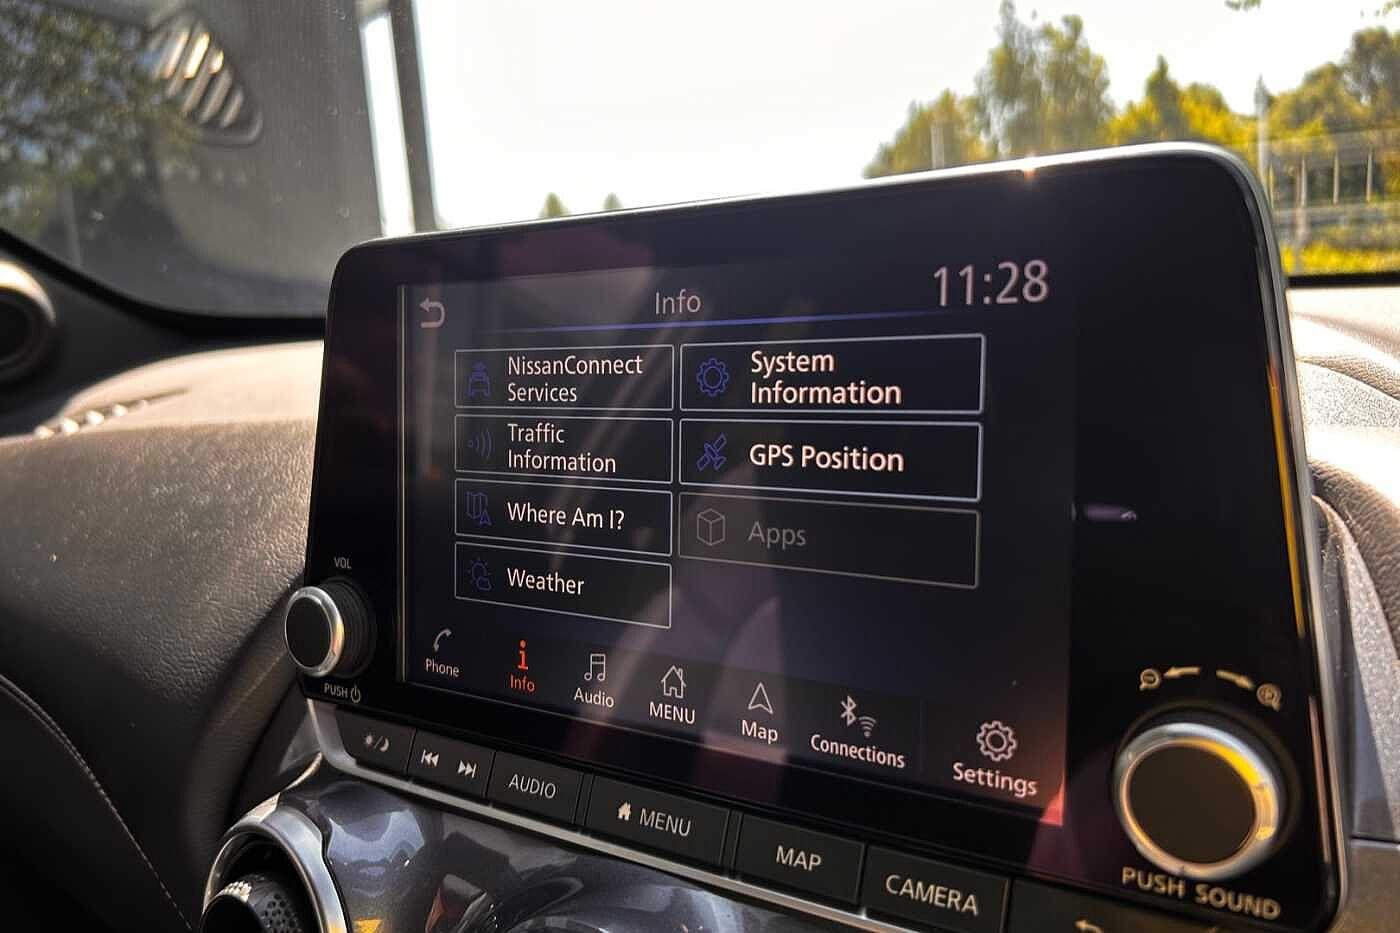 Info
11:28
NissanConnect
Services
System
Information
Traffic
Information
GPS Position
Where Am I?
Apps
Weather
VOL
PUSH
Phone
Info
Audio
MENU
Map
Connections
Settings
AUDIO
MENU
MAP
CAMERA
PUSH SOUND